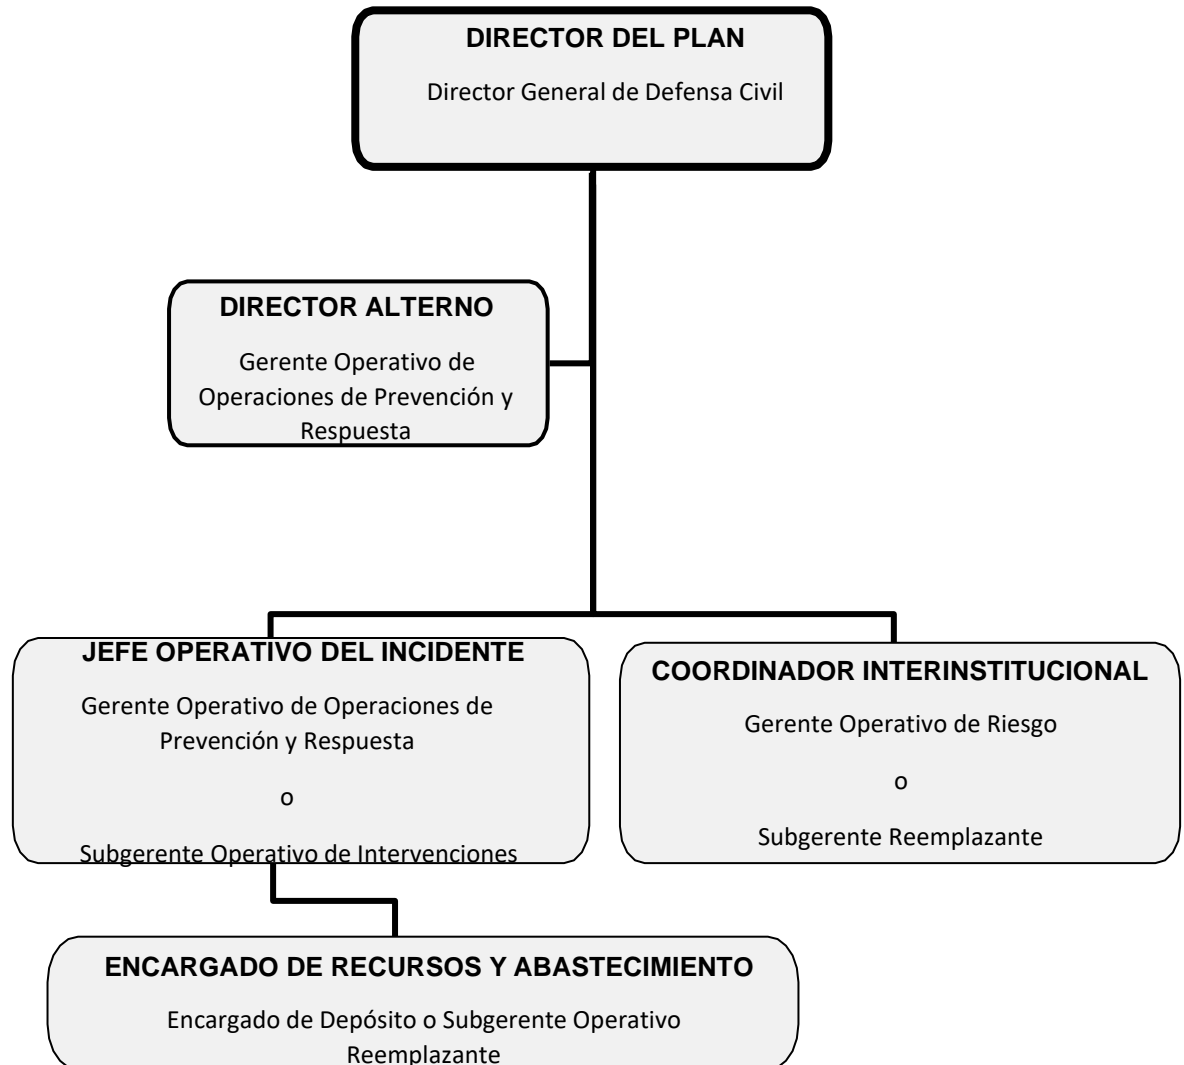 DIRECTOR DEL PLAN
Director General de Defensa Civil
DIRECTOR ALTERNO
Gerente Operativo de
Operaciones de Prevención y
Respuesta
JEFE OPERATIVO DEL INCIDENTE
Gerente Operativo de Operaciones de
Prevención y Respuesta
o
Subgerente Operativo de Intervenciones
COORDINADOR INTERINSTITUCIONAL
Gerente Operativo de Riesgo
o
Subgerente Reemplazante
ENCARGADO DE RECURSOS Y ABASTECIMIENTO
Encargado de Depósito o Subgerente Operativo
Reemplazante